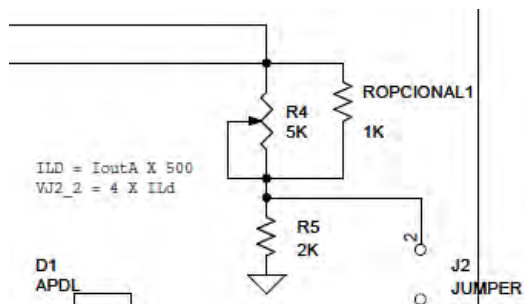 ROPCIONAL1
R4
5K
1K
ILD = IoutA X 500
VJ2_2 = 4 X ILd
R5
2K
2
D1
APDL
J2
JUMPER